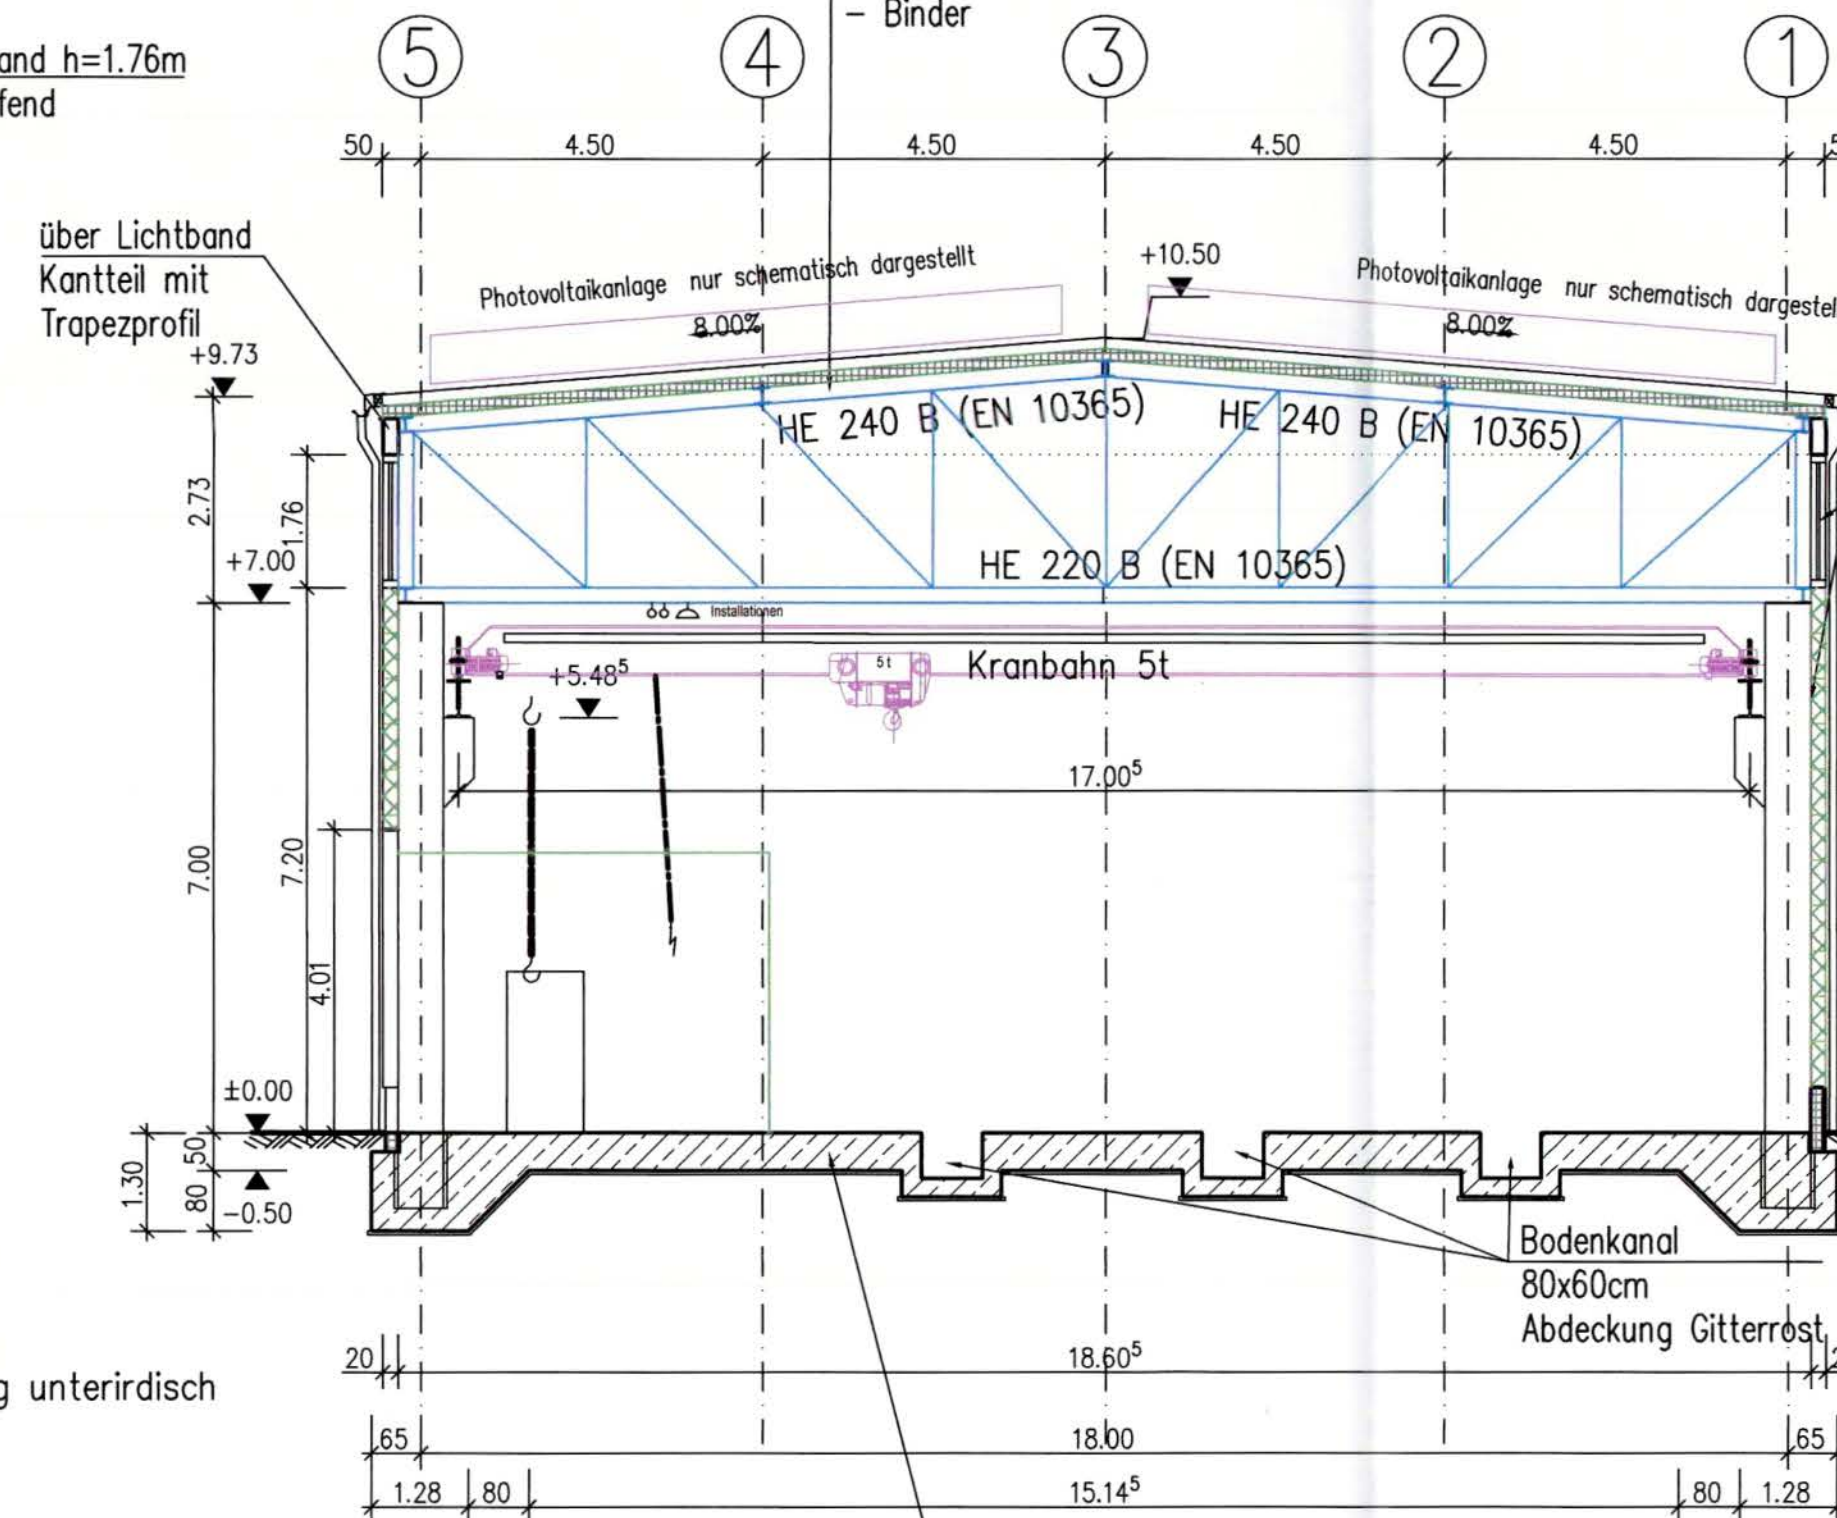 - Binder
and h=1.76m
fend
5
4
3
2
1
50
4.50
4.50
4.50
4.50
über Lichtband
Kantteil mit
Trapezprofil
Photovoltaikanlage nur schematisch dargestellt
8.00%
+10.50
Photovoltaikanlage nur schematisch dargestel
8.00%
+9.73
HE 240 B (EN 10365)
HE 240 B (EN 10365)
2.73
1.76
+7.00
HE 220 B (EN 10365)
Installationen
5t
Kranbahn 5t
+5.48⁵
17.00⁵
7.00
7.20
4.01
±0.00
1.30
50
80
-0.50
Bodenkanal
80x60cm
Abdeckung Gitterrost
20
18.60⁵
g unterirdisch
65
18.00
65
1.28
80
15.14⁵
80
1.28